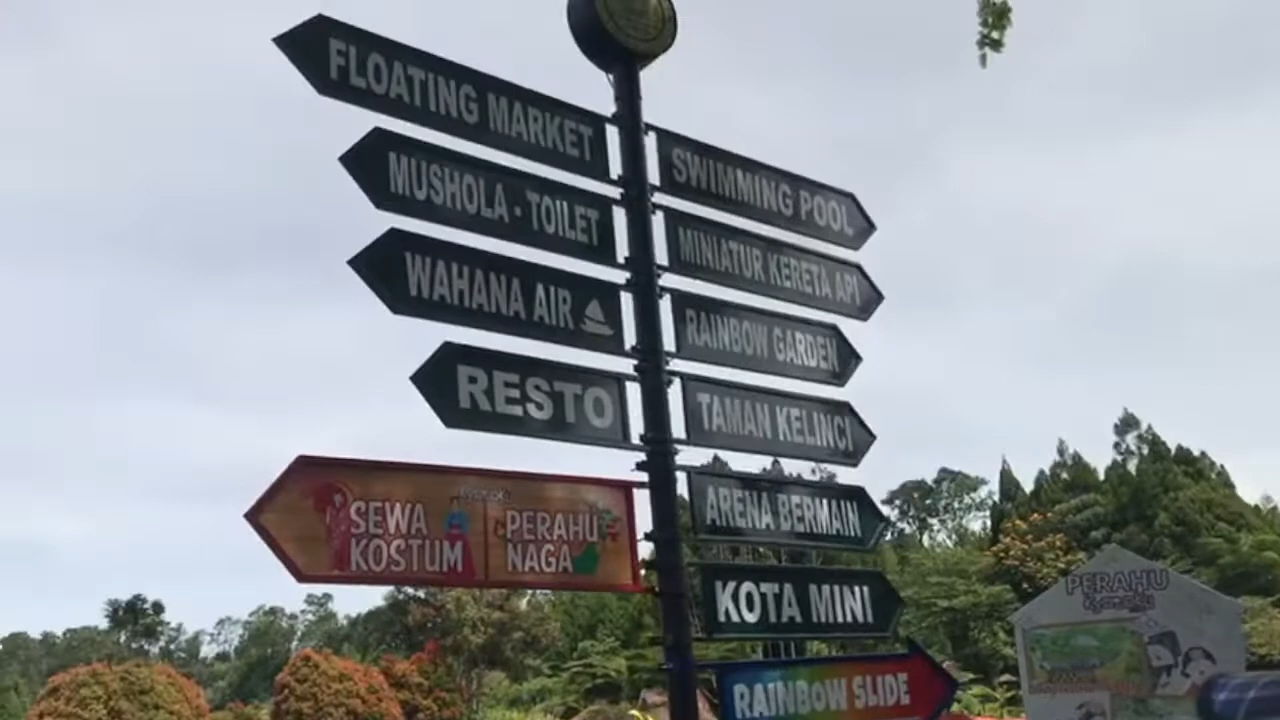 FLOATING MARKET
MUSHOLA - TOILET
WAHANA AIR
RESTO
SEWA
KOSTUM
PERAHU
NAGA
SWIMMING POOL
MINIATUR KERETA API
RAINBOW GARDEN
TAMAN KELINCI
ARENA BERMAIN
KOTA MINI
RAINBOW SLIDE
PERAHU